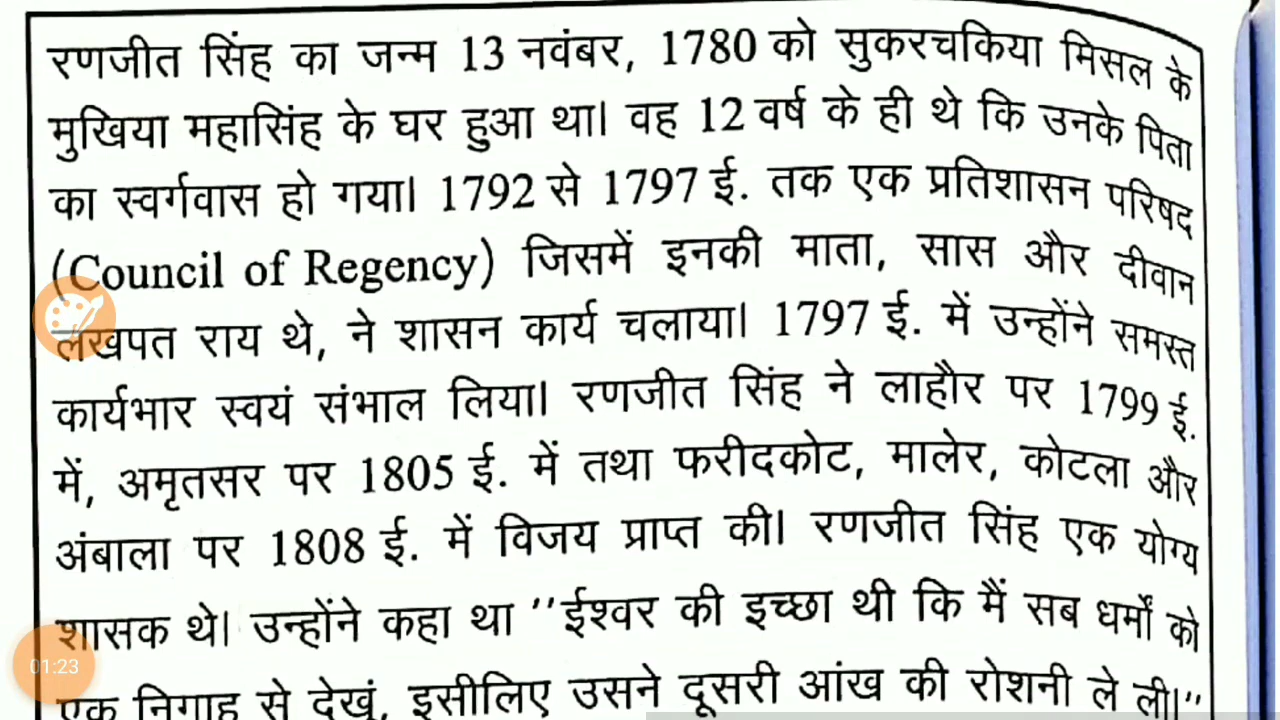 रणजीत सिंह का जन्म 13 नवंबर, 1780 को सुकरचकिया मिसल के
मुखिया महासिंह के घर हुआ था। वह 12 वर्ष के ही थे कि उनके पिता
का स्वर्गवास हो गया। 1792 से 1797 ई. तक एक प्रतिशासन परिषद
(Council of Regency) जिसमें इनकी माता, सास और दीवान
लखपत राय थे, ने शासन कार्य चलाया। 1797 ई. में उन्होंने समस्त
कार्यभार स्वयं संभाल लिया। रणजीत सिंह ने लाहौर पर 1799 ई.
में, अमृतसर पर 1805 ई. में तथा फरीदकोट, मालेर, कोटला और
अंबाला पर 1808 ई. में विजय प्राप्त की। रणजीत सिंह एक योग्य
शासक थे। उन्होंने कहा था "ईश्वर की इच्छा थी कि मैं सब धर्मों को
01:23
एक निगाह से देखूं, इसीलिए उसने दूसरी आंख की रोशनी ले ली।"